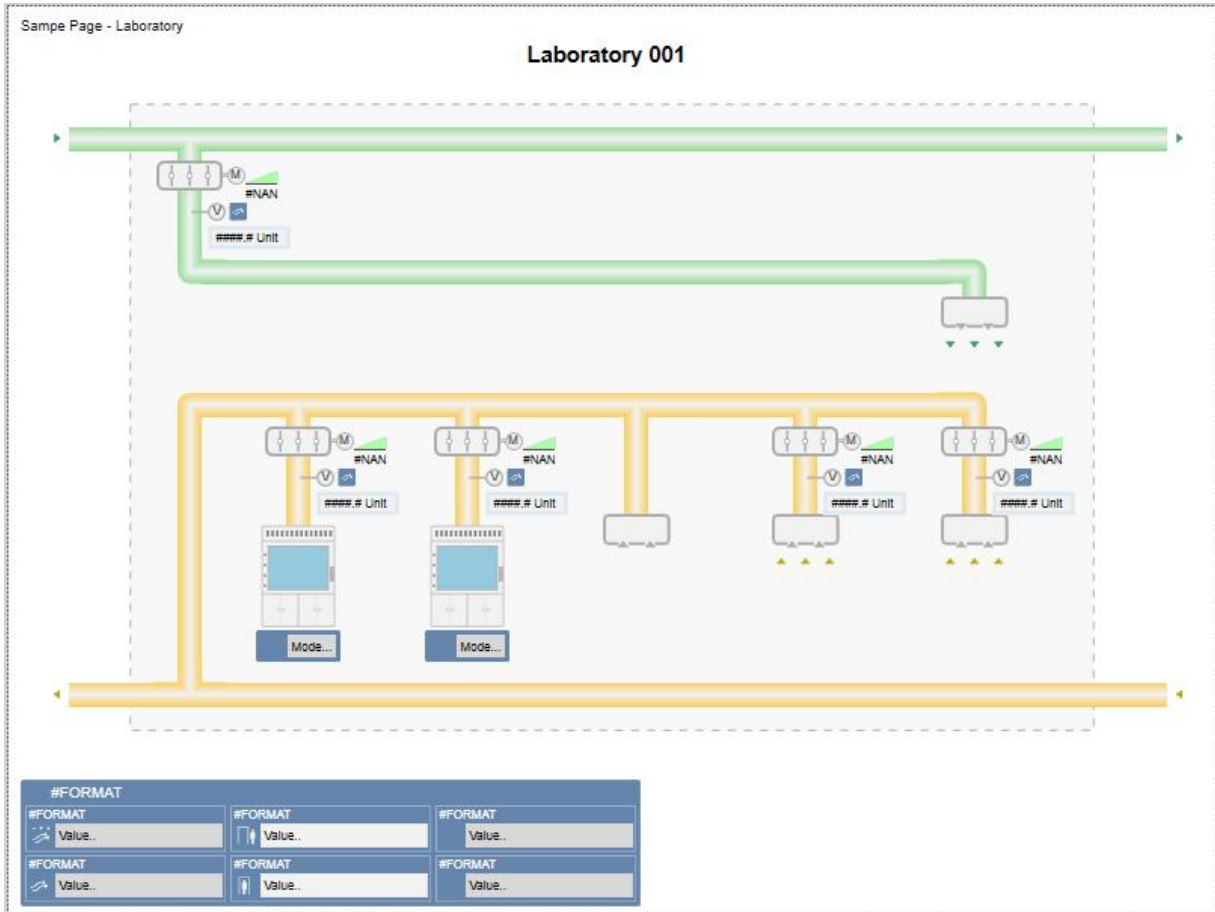 Sampe Page - Laboratory
Laboratory 001
M
#NAN
V
####.# Unit
M M M M
#NAN #NAN #NAN #NAN
V V V V
####.# Unit ####.# Unit ####.# Unit ####.# Unit
Mode... Mode...
#FORMAT
#FORMAT #FORMAT #FORMAT
Value.. Value.. Value..
#FORMAT #FORMAT #FORMAT
Value.. Value.. Value..